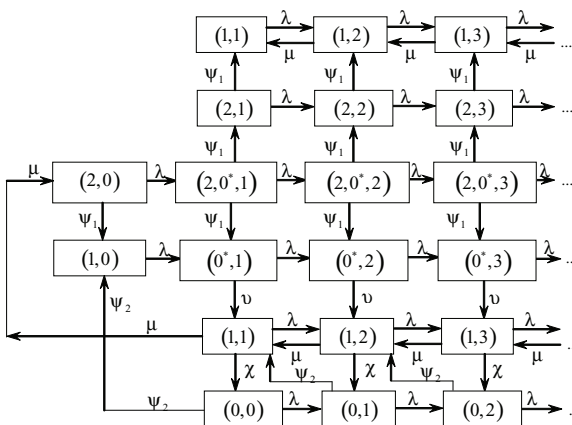 λ λ λ
(1,1) (1,2) (1,3)
μ μ μ ...
ψ₁ ψ₁ ψ₁
(2,1) λ (2,2) λ (2,3) λ ...
ψ₁ ψ₁ ψ₁
μ (2,0) λ (2,0*,1) λ (2,0*,2) λ (2,0*,3) λ ...
ψ₁ ψ₁ ψ₁ ψ₁
(1,0) λ (0*,1) λ (0*,2) λ (0*,3) λ ...
ψ₂ υ υ υ
μ (1,1) λ (1,2) λ (1,3) λ
μ μ μ ...
χ ψ₂ χ ψ₂ χ
ψ₂ (0,0) λ (0,1) λ (0,2) λ ...